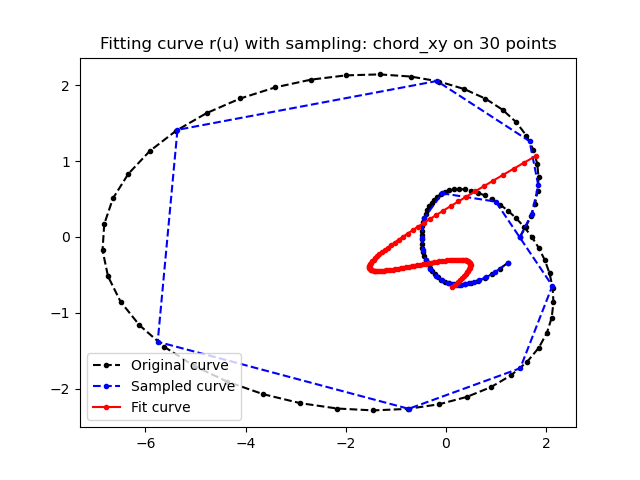 Fitting curve r(u) with sampling: chord_xy on 30 points
2
1
0
−1
−2
Original curve
Sampled curve
Fit curve
−6 −4 −2 0 2